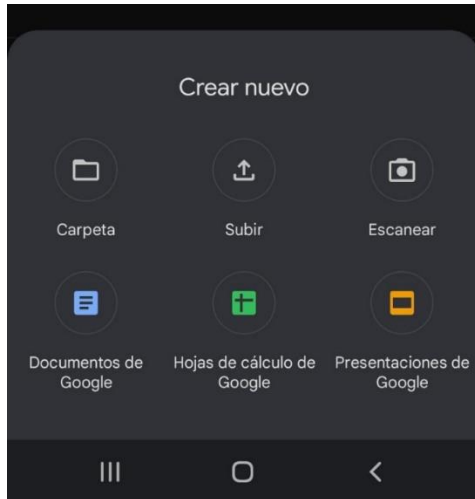 Crear nuevo
Carpeta
Subir
Escanear
Documentos de
Google
Hojas de cálculo de
Google
Presentaciones de
Google